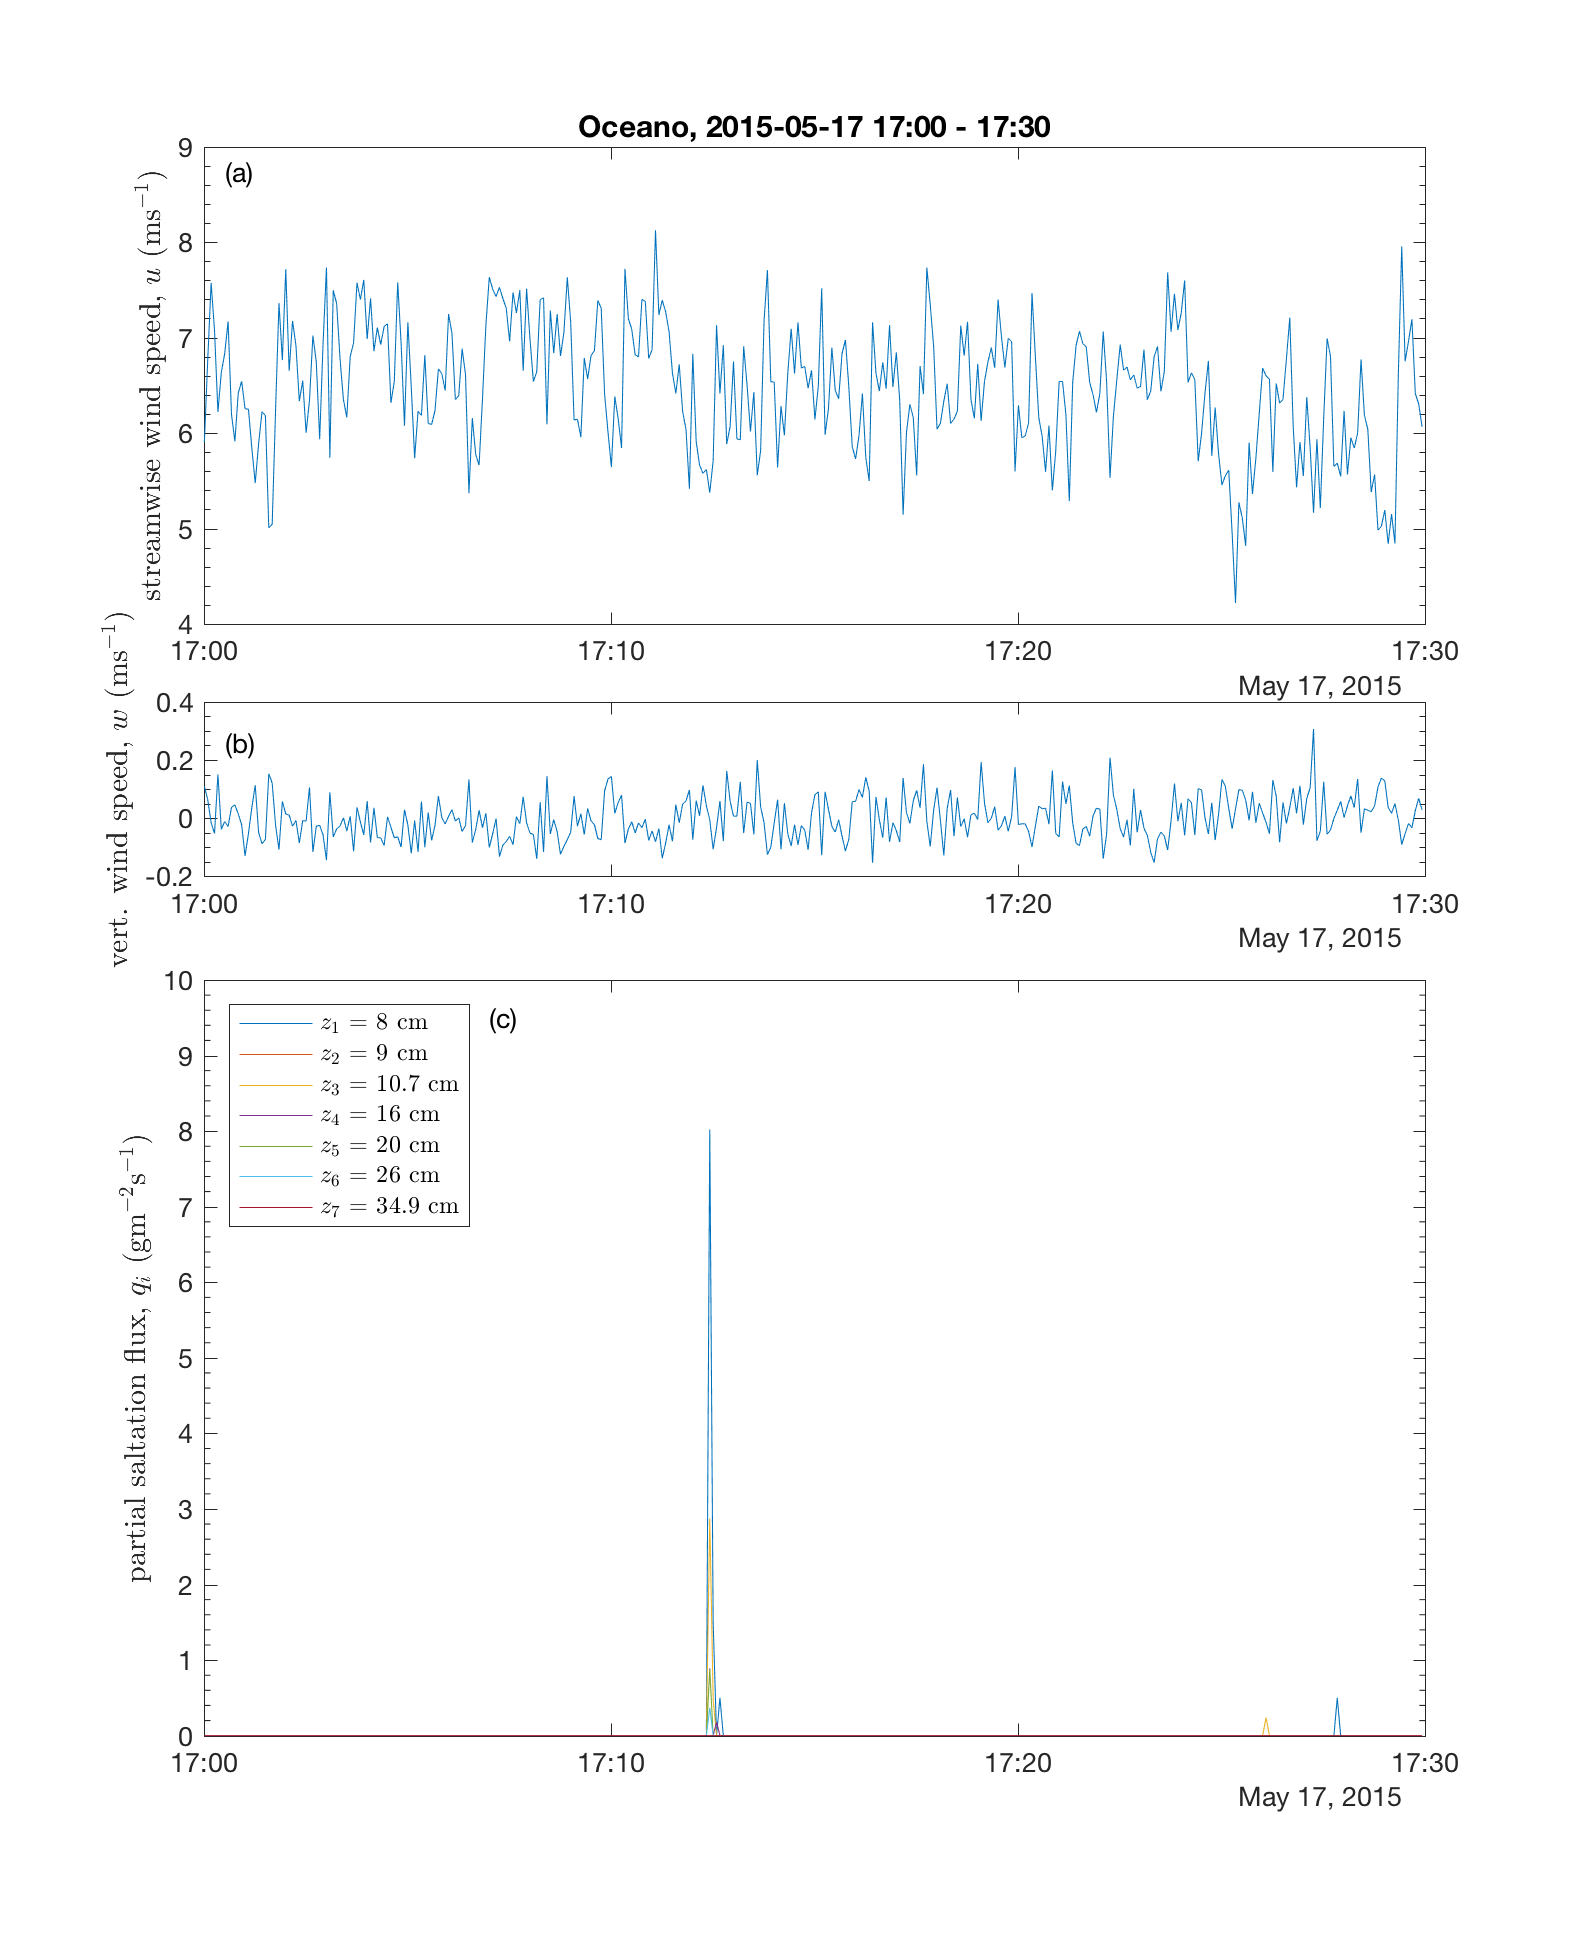 Oceano, 2015-05-17 17:00 - 17:30
(a)
streamwise wind speed, u (ms⁻¹)
9
8
7
6
5
4
17:00 17:10 17:20 17:30
May 17, 2015
(b)
vert. wind speed, w (ms⁻¹)
0.4
0.2
0
-0.2
17:00 17:10 17:20 17:30
May 17, 2015
(c)
partial saltation flux, qᵢ (gm⁻²s⁻¹)
10
9
8
7
6
5
4
3
2
1
0
z₁ = 8 cm
z₂ = 9 cm
z₃ = 10.7 cm
z₄ = 16 cm
z₅ = 20 cm
z₆ = 26 cm
z₇ = 34.9 cm
17:00 17:10 17:20 17:30
May 17, 2015